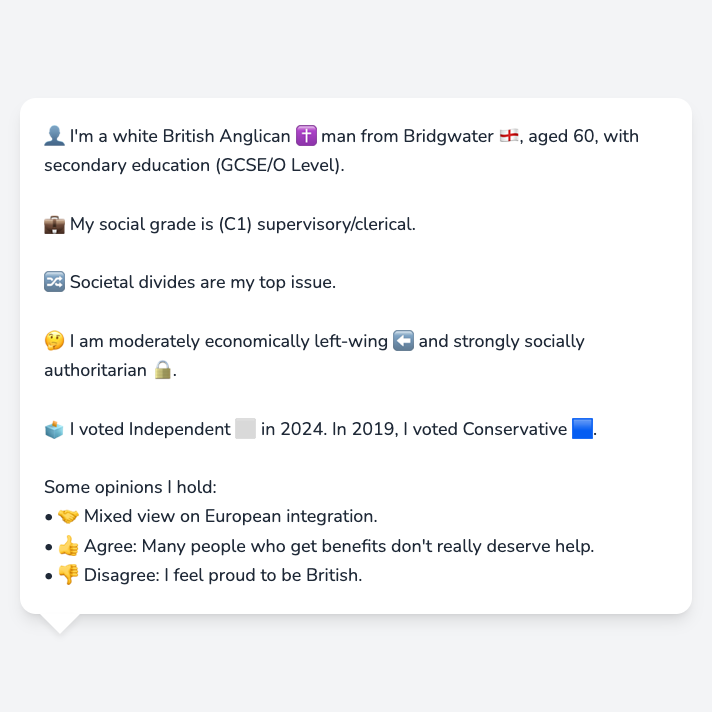 👤 I'm a white British Anglican ✝️ man from Bridgwater 🏴󠁧󠁢󠁥󠁮󠁧󠁿, aged 60, with
secondary education (GCSE/O Level).
💼 My social grade is (C1) supervisory/clerical.
🔀 Societal divides are my top issue.
🤔 I am moderately economically left-wing ⬅️ and strongly socially
authoritarian 🔒.
🗳️ I voted Independent ⬜ in 2024. In 2019, I voted Conservative 🟦.
Some opinions I hold:
• 🤝 Mixed view on European integration.
• 👍 Agree: Many people who get benefits don't really deserve help.
• 👎 Disagree: I feel proud to be British.